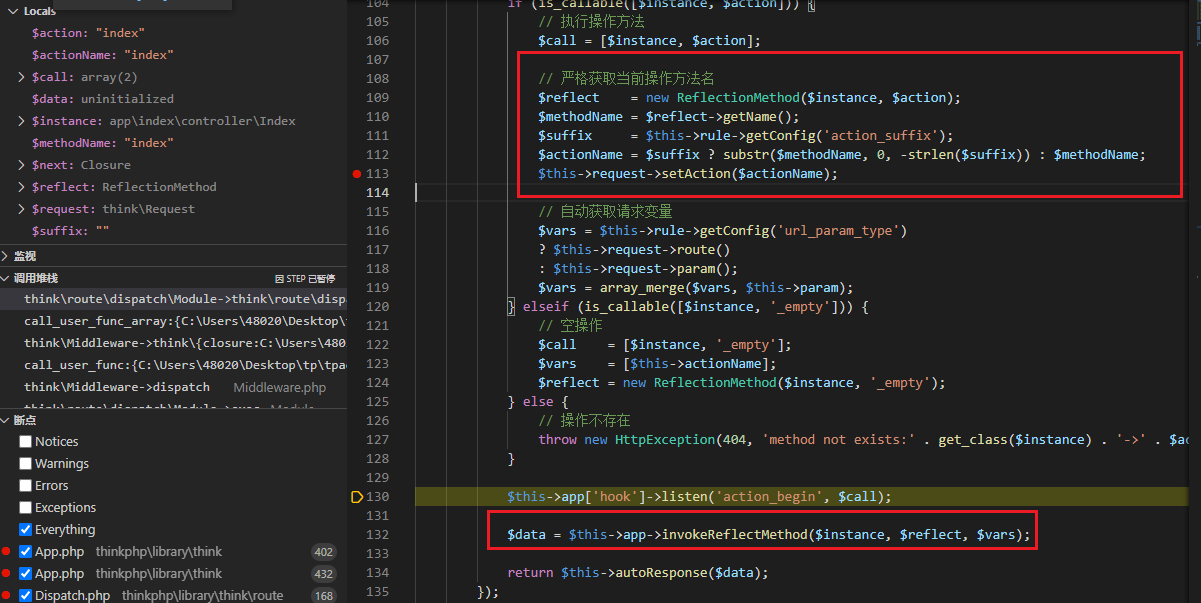 Locals
$action: "index"
$actionName: "index"
$call: array(2)
$data: uninitialized
$instance: app\index\controller\Index
$methodName: "index"
$next: Closure
$reflect: ReflectionMethod
$request: think\Request
$suffix: ""
监视
调用堆栈
因 STEP 已暂停
think\route\dispatch\Module->think\route\disp
call_user_func_array:{C:\Users\48020\Desktop\
think\Middleware->think\{closure:C:\Users\480
call_user_func:{C:\Users\48020\Desktop\tp\tpa
think\Middleware->dispatch Middleware.php
think\route\dispatch\Module->exec Module
断点
Notices
Warnings
Errors
Exceptions
Everything
App.php thinkphp\library\think 402
App.php thinkphp\library\think 432
Dispatch.php thinkphp\library\think\route 168
104 if (is_callable([$instance, $action])) {
105 // 执行操作方法
106 $call = [$instance, $action];
107
108 // 严格获取当前操作方法名
109 $reflect = new ReflectionMethod($instance, $action);
110 $methodName = $reflect->getName();
111 $suffix = $this->rule->getConfig('action_suffix');
112 $actionName = $suffix ? substr($methodName, 0, -strlen($suffix)) : $methodName;
113 $this->request->setAction($actionName);
114
115 // 自动获取请求变量
116 $vars = $this->rule->getConfig('url_param_type')
117 ? $this->request->route()
118 : $this->request->param();
119 $vars = array_merge($vars, $this->param);
120 } elseif (is_callable([$instance, '_empty'])) {
121 // 空操作
122 $call = [$instance, '_empty'];
123 $vars = [$this->actionName];
124 $reflect = new ReflectionMethod($instance, '_empty');
125 } else {
126 // 操作不存在
127 throw new HttpException(404, 'method not exists:' . get_class($instance) . '->' . $ac
128 }
129
130 $this->app['hook']->listen('action_begin', $call);
131
132 $data = $this->app->invokeReflectMethod($instance, $reflect, $vars);
133
134 return $this->autoResponse($data);
135 });